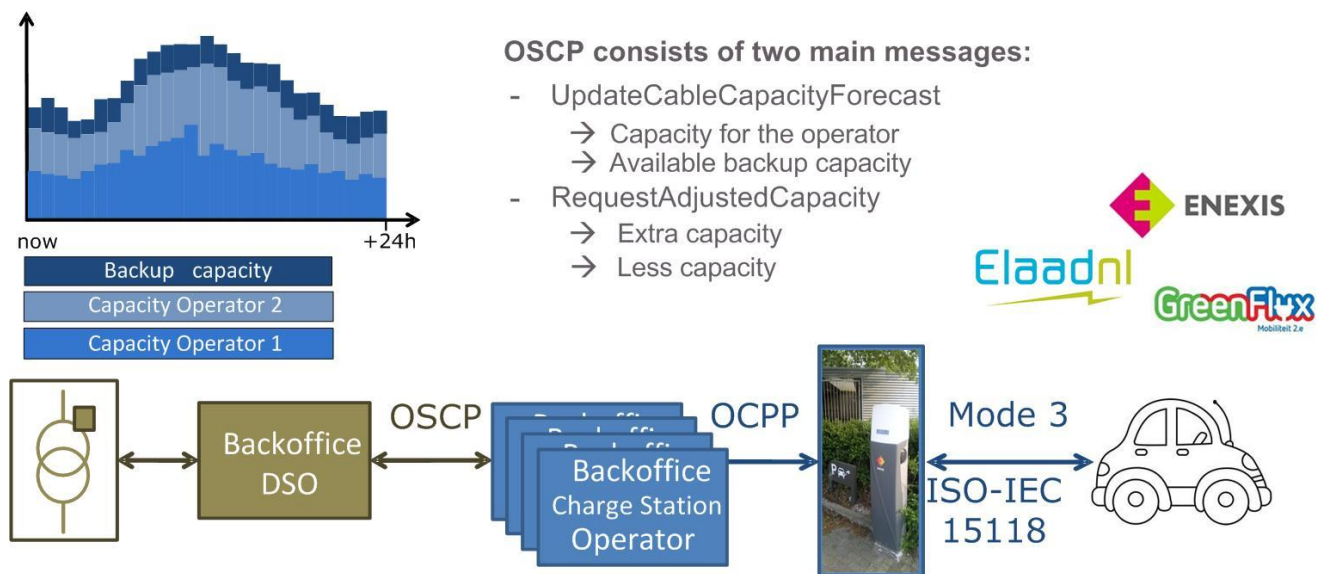 OSCP consists of two main messages:
- UpdateCableCapacityForecast
→ Capacity for the operator
→ Available backup capacity
- RequestAdjustedCapacity
→ Extra capacity
→ Less capacity
now
+24h
Backup capacity
Capacity Operator 2
Capacity Operator 1
ENEXIS
Elaadnl
GreenFlux
Mobiliteit 2.e
Backoffice
DSO
OSCP
Backoffice
Charge Station
Operator
OCPP
P
Mode 3
ISO-IEC
15118